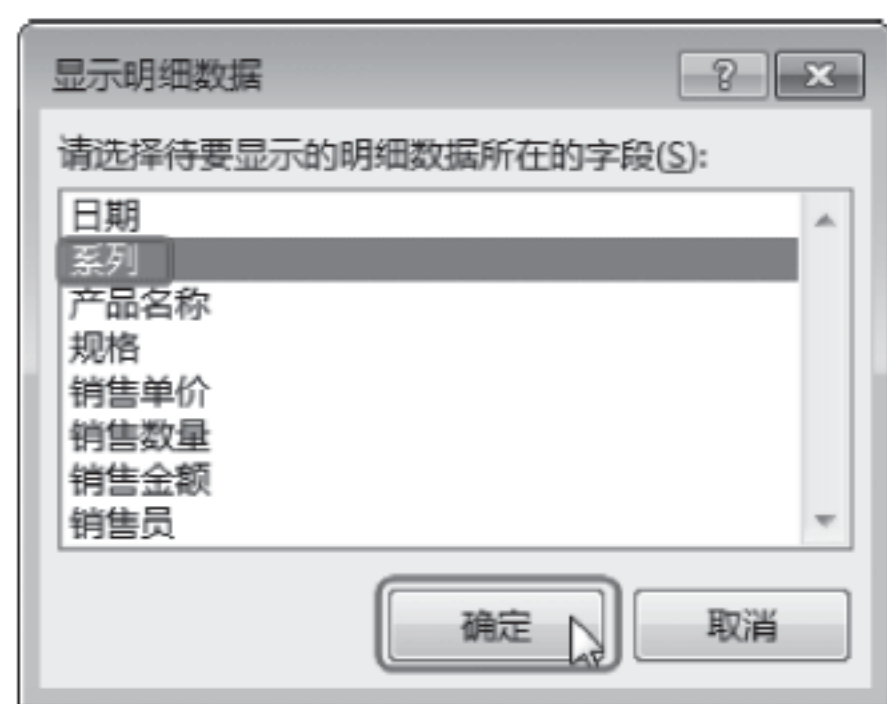 显示明细数据
请选择待要显示的明细数据所在的字段(S):
日期
系列
产品名称
规格
销售单价
销售数量
销售金额
销售员
确定 取消